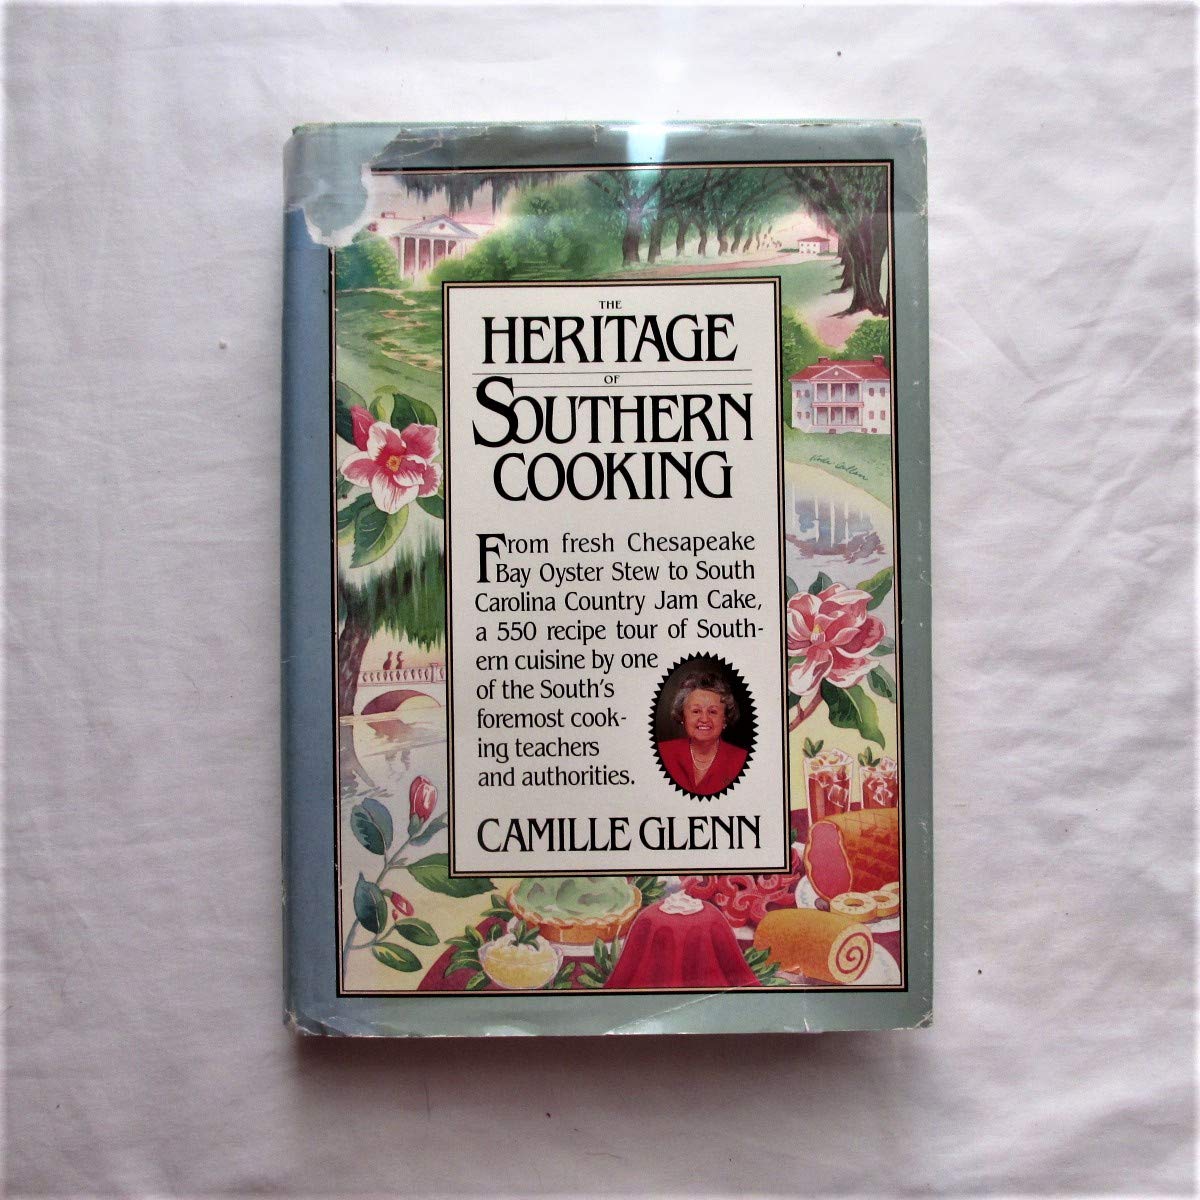 THE
HERITAGE
OF
SOUTHERN
COOKING
From fresh Chesapeake
Bay Oyster Stew to South
Carolina Country Jam Cake,
a 550 recipe tour of South-
ern cuisine by one
of the South's
foremost cook-
ing teachers
and authorities.
CAMILLE GLENN